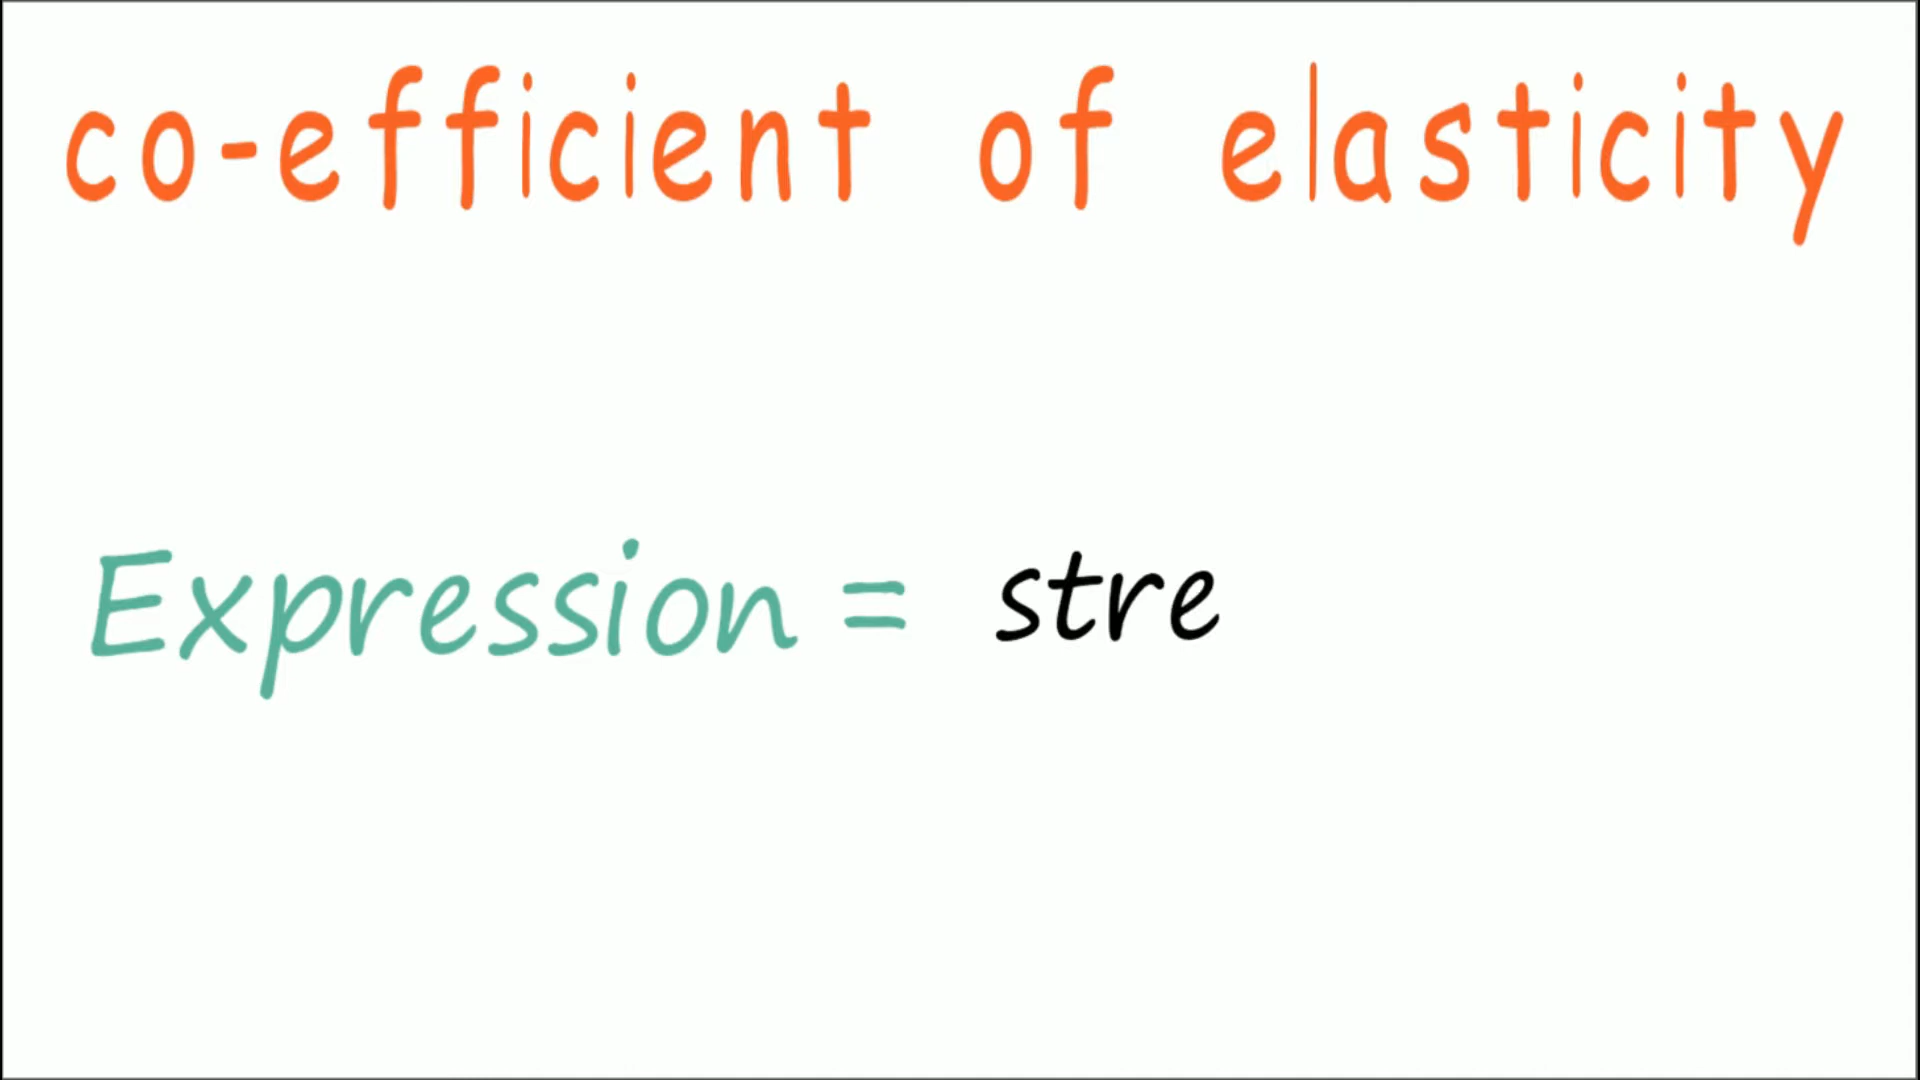 co-efficient of elasticity
Expression = stre